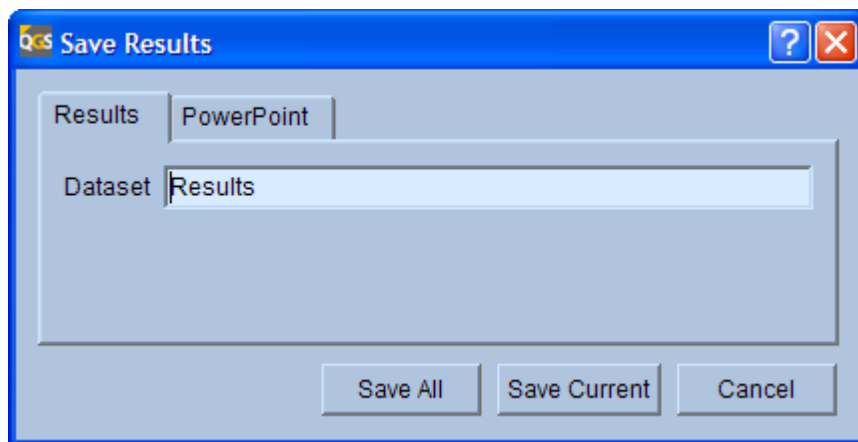 QGS Save Results ?
Results PowerPoint
Dataset Results
Save All Save Current Cancel